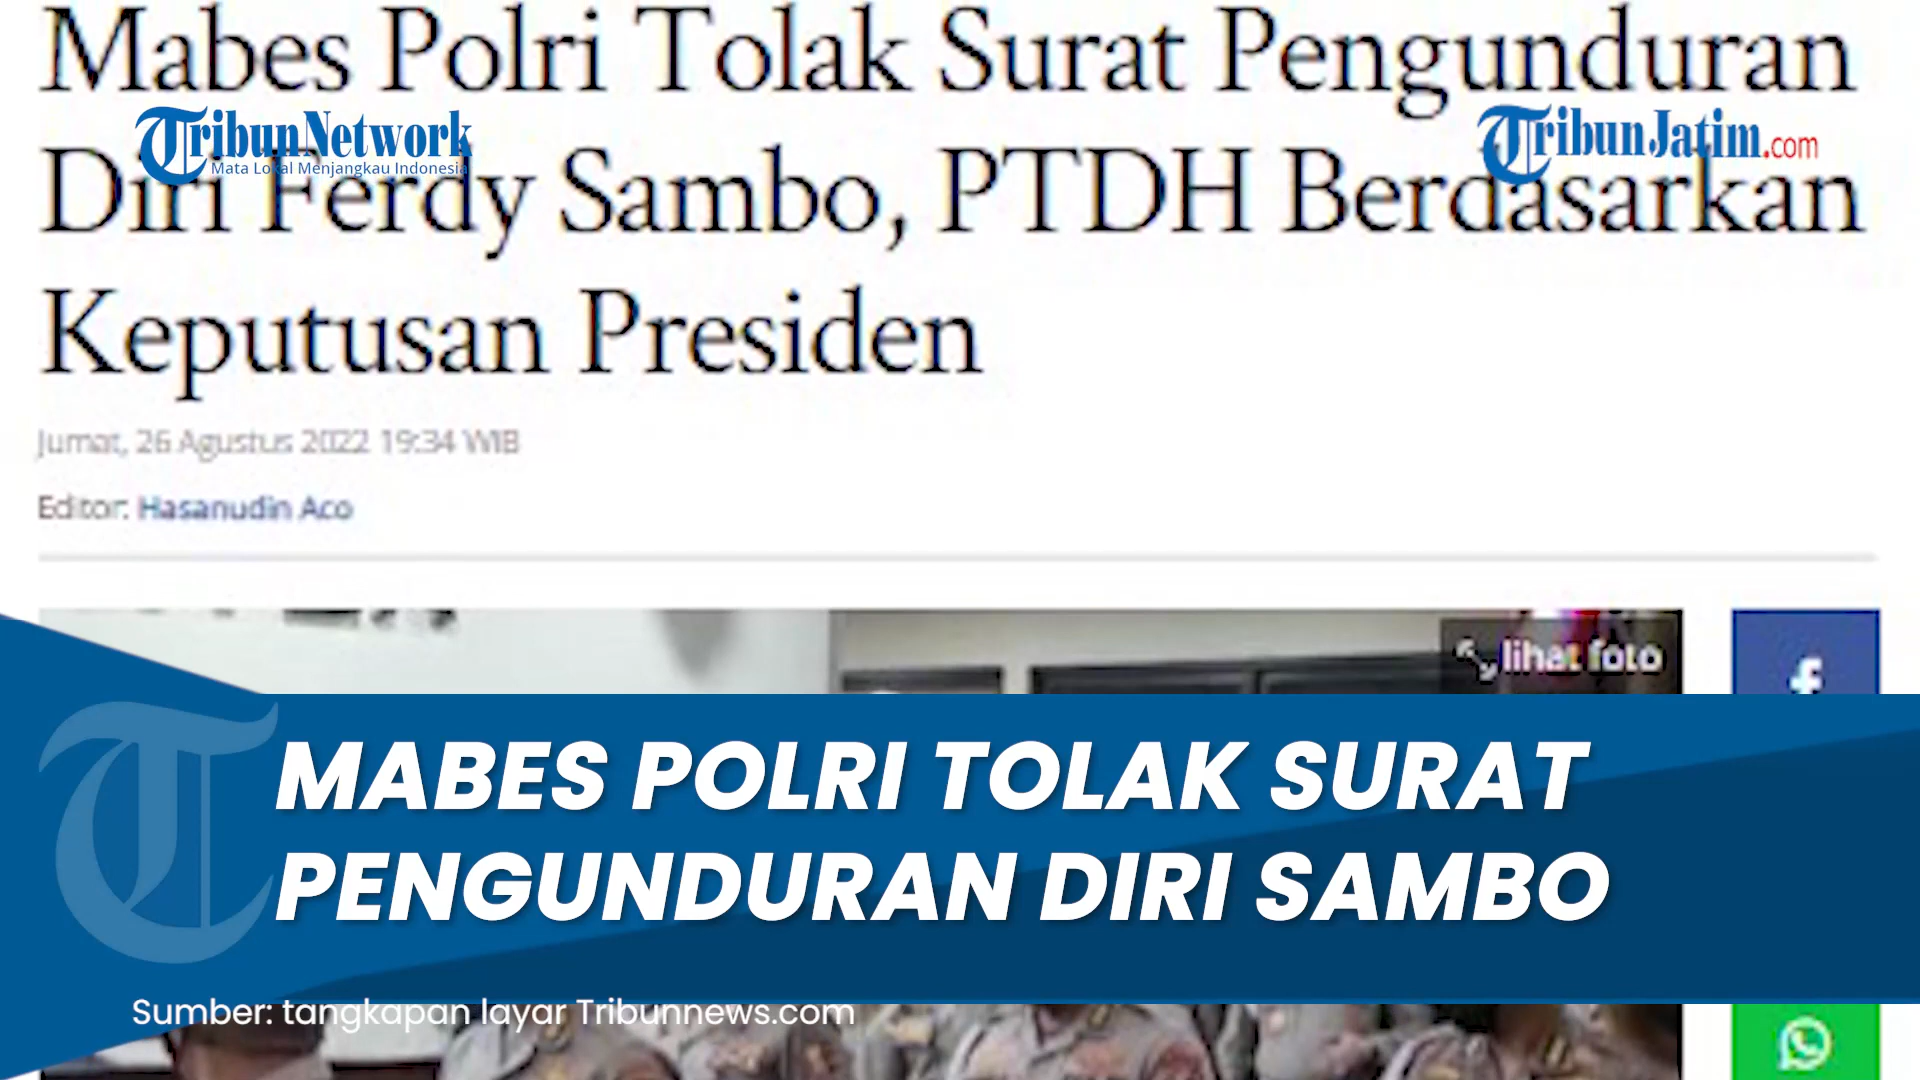 Mabes Polri Tolak Surat Pengunduran
TribunNetwork
Mata Lokal Menjangkau Indonesia
TribunJatim.com
Diri Ferdy Sambo, PTDH Berdasarkan
Keputusan Presiden
Jumat, 26 Agustus 2022 19:34 WIB
Editor: Hasanudin Aco
lihat foto
f
T
MABES POLRI TOLAK SURAT
PENGUNDURAN DIRI SAMBO
Sumber: tangkapan layar Tribunnews.com